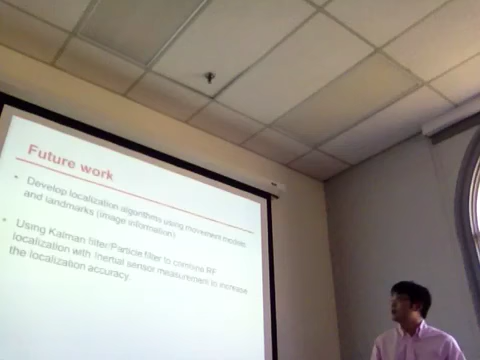 Future work
• Develop localization algorithms using movement models
and landmarks (image information)
• Using Kalman filter/Particle filter to combine RF
localization with inertial sensor measurement to increase
the localization accuracy.